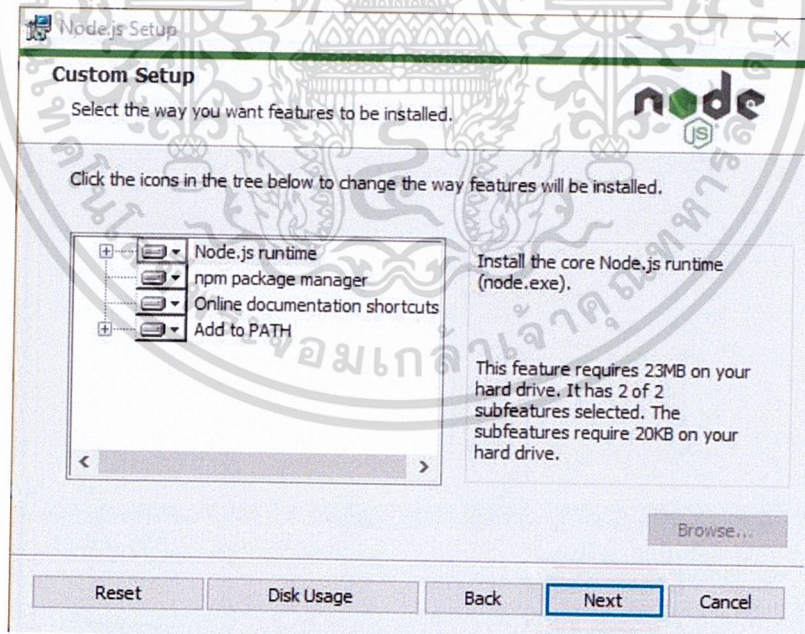 Node.js Setup
Custom Setup
Select the way you want features to be installed.
node
JS
Click the icons in the tree below to change the way features will be installed.
Node.js runtime
npm package manager
Online documentation shortcuts
Add to PATH
Install the core Node.js runtime
(node.exe).
This feature requires 23MB on your
hard drive. It has 2 of 2
subfeatures selected. The
subfeatures require 20KB on your
hard drive.
Browse...
Reset
Disk Usage
Back
Next
Cancel